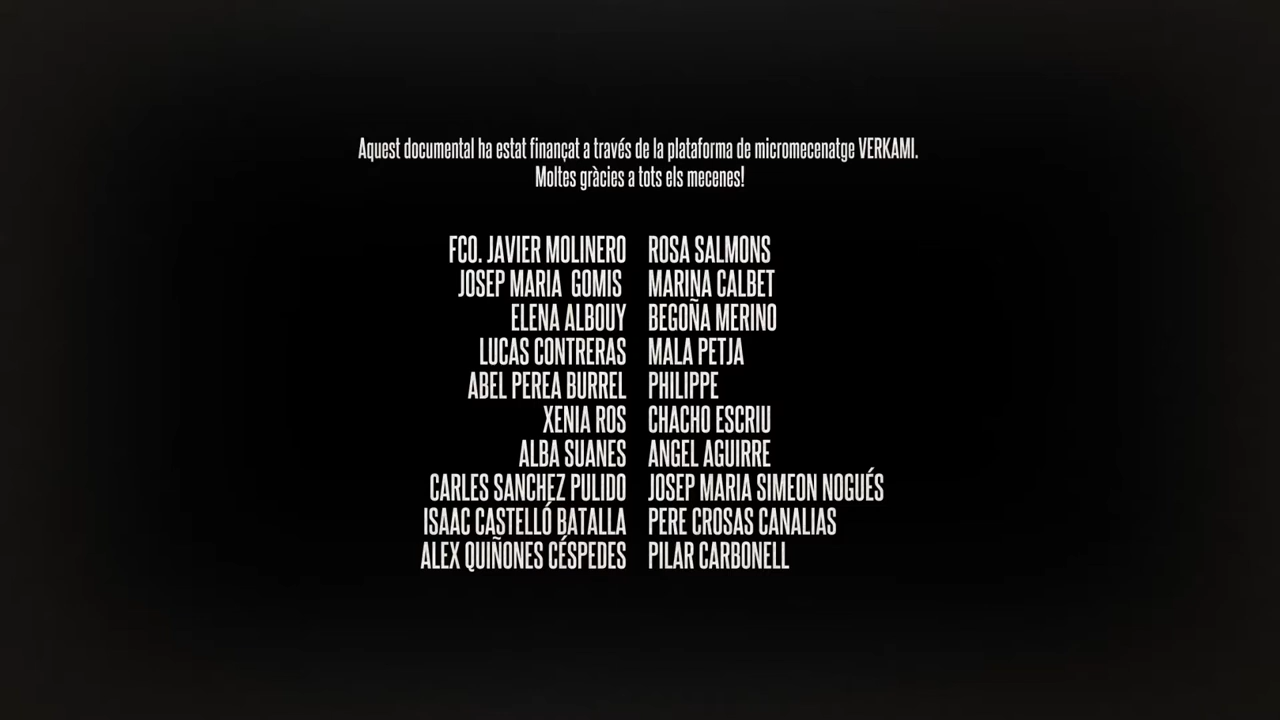 Aquest documental ha estat finançat a través de la plataforma de micromecenatge VERKAMI.
Moltes gràcies a tots els mecenes!
FCO. JAVIER MOLINERO ROSA SALMONS
JOSEP MARIA GOMIS MARINA CALBET
ELENA ALBOUY BEGOÑA MERINO
LUCAS CONTRERAS MALA PETJA
ABEL PEREA BURREL PHILIPPE
XENIA ROS CHACHO ESCRIU
ALBA SUANES ANGEL AGUIRRE
CARLES SANCHEZ PULIDO JOSEP MARIA SIMEON NOGUÉS
ISAAC CASTELLÓ BATALLA PERE CROSAS CANALIAS
ALEX QUIÑONES CÉSPEDES PILAR CARBONELL